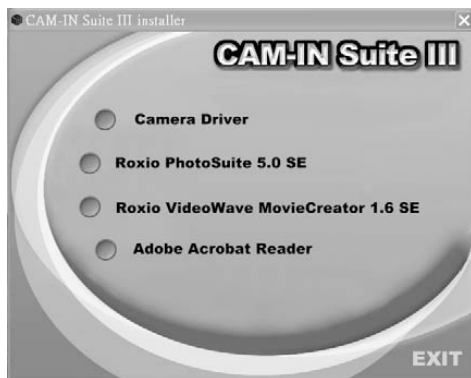 CAM-IN Suite III installer
CAM-IN Suite III
Camera Driver
Roxio PhotoSuite 5.0 SE
Roxio VideoWave MovieCreator 1.6 SE
Adobe Acrobat Reader
EXIT